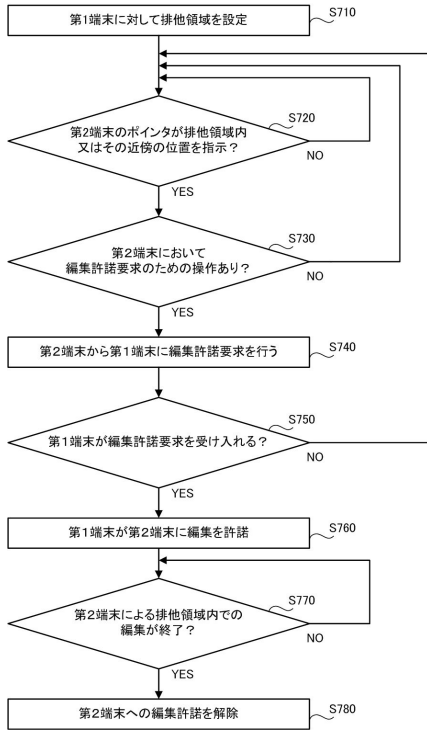 第1端末に対して排他領域を設定
S710
S720
第2端末のポインタが排他領域内
又はその近傍の位置を指示?
NO
YES
S730
第2端末において
編集許諾要求のための操作あり?
NO
YES
第2端末から第1端末に編集許諾要求を行う
S740
S750
第1端末が編集許諾要求を受け入れる?
NO
YES
第1端末が第2端末に編集を許諾
S760
S770
第2端末による排他領域内での
編集が終了?
NO
YES
第2端末への編集許諾を解除
S780